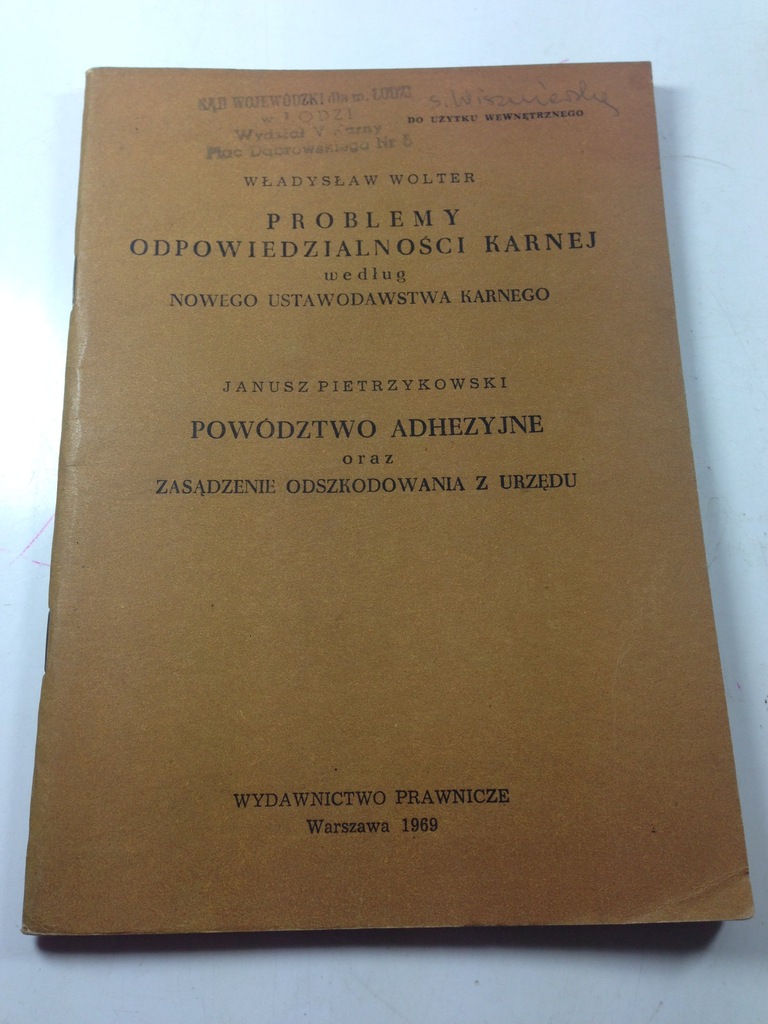 SĄD WOJEWÓDZKI dla m. ŁODZI
w ŁODZI
Wydział V Karny
Plac Dąbrowskiego Nr 5
DO UŻYTKU WEWNĘTRZNEGO
WŁADYSŁAW WOLTER
PROBLEMY
ODPOWIEDZIALNOŚCI KARNEJ
według
NOWEGO USTAWODAWSTWA KARNEGO
JANUSZ PIETRZYKOWSKI
POWÓDZTWO ADHEZYJNE
oraz
ZASĄDZENIE ODSZKODOWANIA Z URZĘDU
WYDAWNICTWO PRAWNICZE
Warszawa 1969